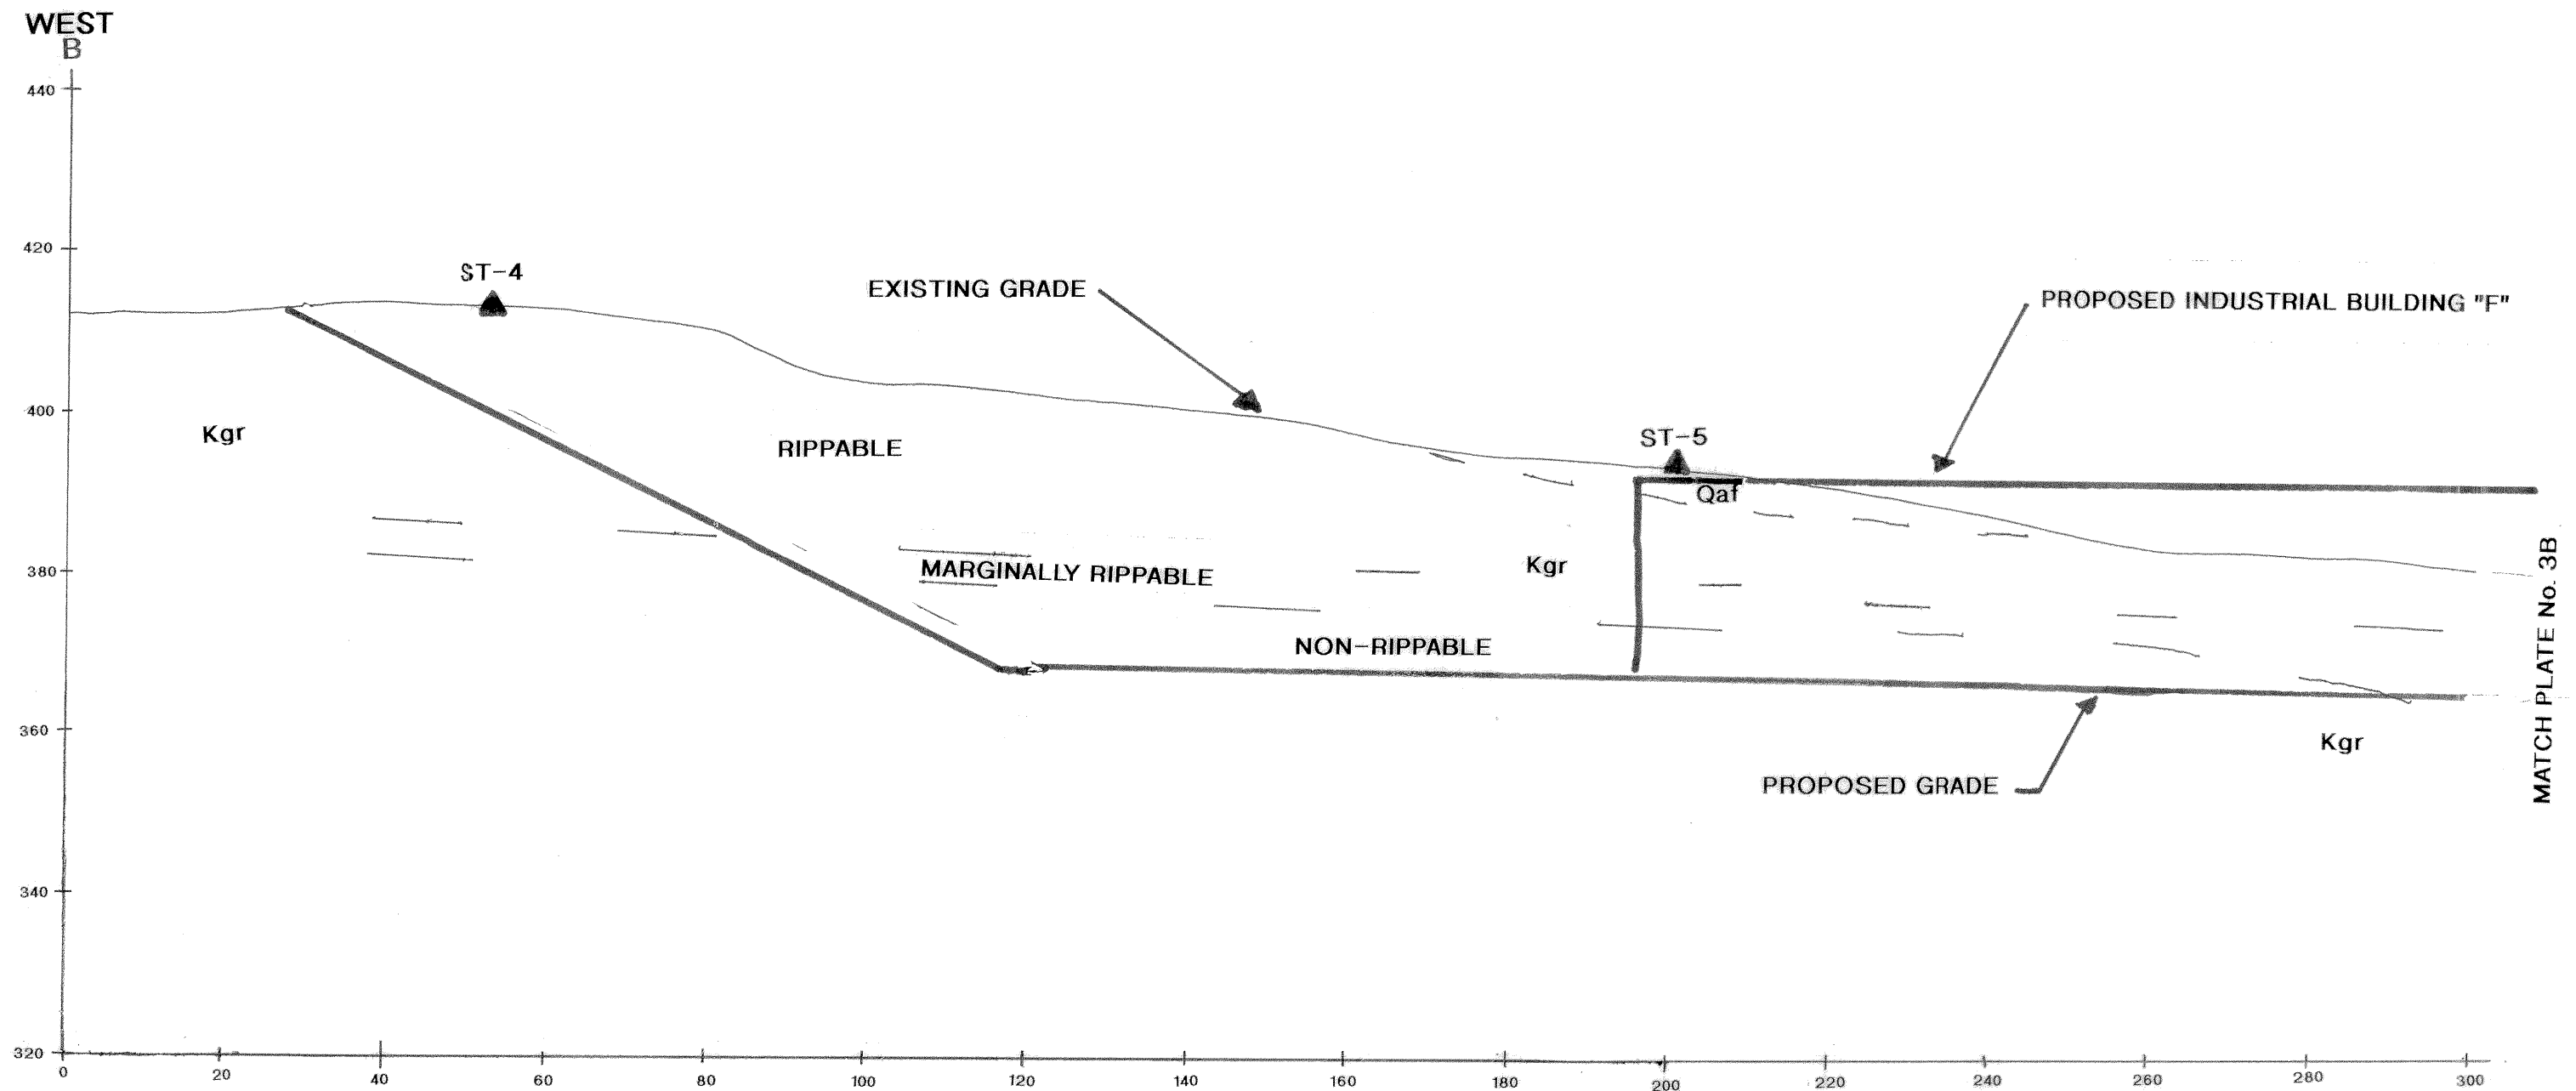 WEST
B
440
420
400
380
360
340
320
ST-4
EXISTING GRADE
PROPOSED INDUSTRIAL BUILDING "F"
ST-5
Qaf
Kgr
RIPPABLE
MARGINALLY RIPPABLE
Kgr
NON-RIPPABLE
Kgr
PROPOSED GRADE
MATCH PLATE No. 3B
0 20 40 60 80 100 120 140 160 180 200 220 240 260 280 300